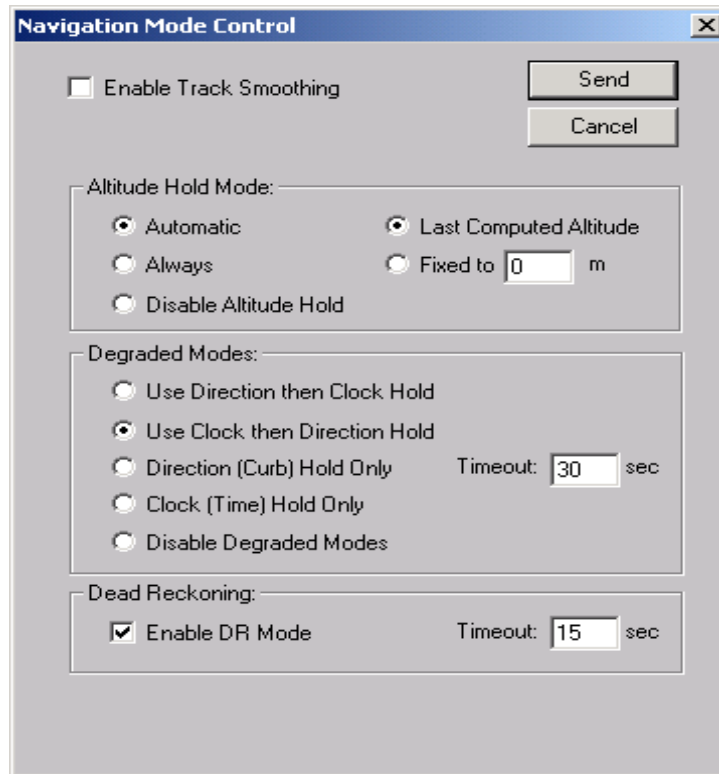 Navigation Mode Control
Enable Track Smoothing
Send
Cancel
Altitude Hold Mode:
Automatic
Last Computed Altitude
Always
Fixed to 0 m
Disable Altitude Hold
Degraded Modes:
Use Direction then Clock Hold
Use Clock then Direction Hold
Direction (Curb) Hold Only
Timeout: 30 sec
Clock (Time) Hold Only
Disable Degraded Modes
Dead Reckoning:
Enable DR Mode
Timeout: 15 sec